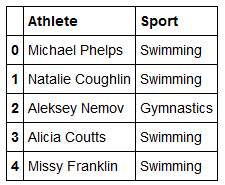 Athlete Sport
0 Michael Phelps Swimming
1 Natalie Coughlin Swimming
2 Aleksey Nemov Gymnastics
3 Alicia Coutts Swimming
4 Missy Franklin Swimming